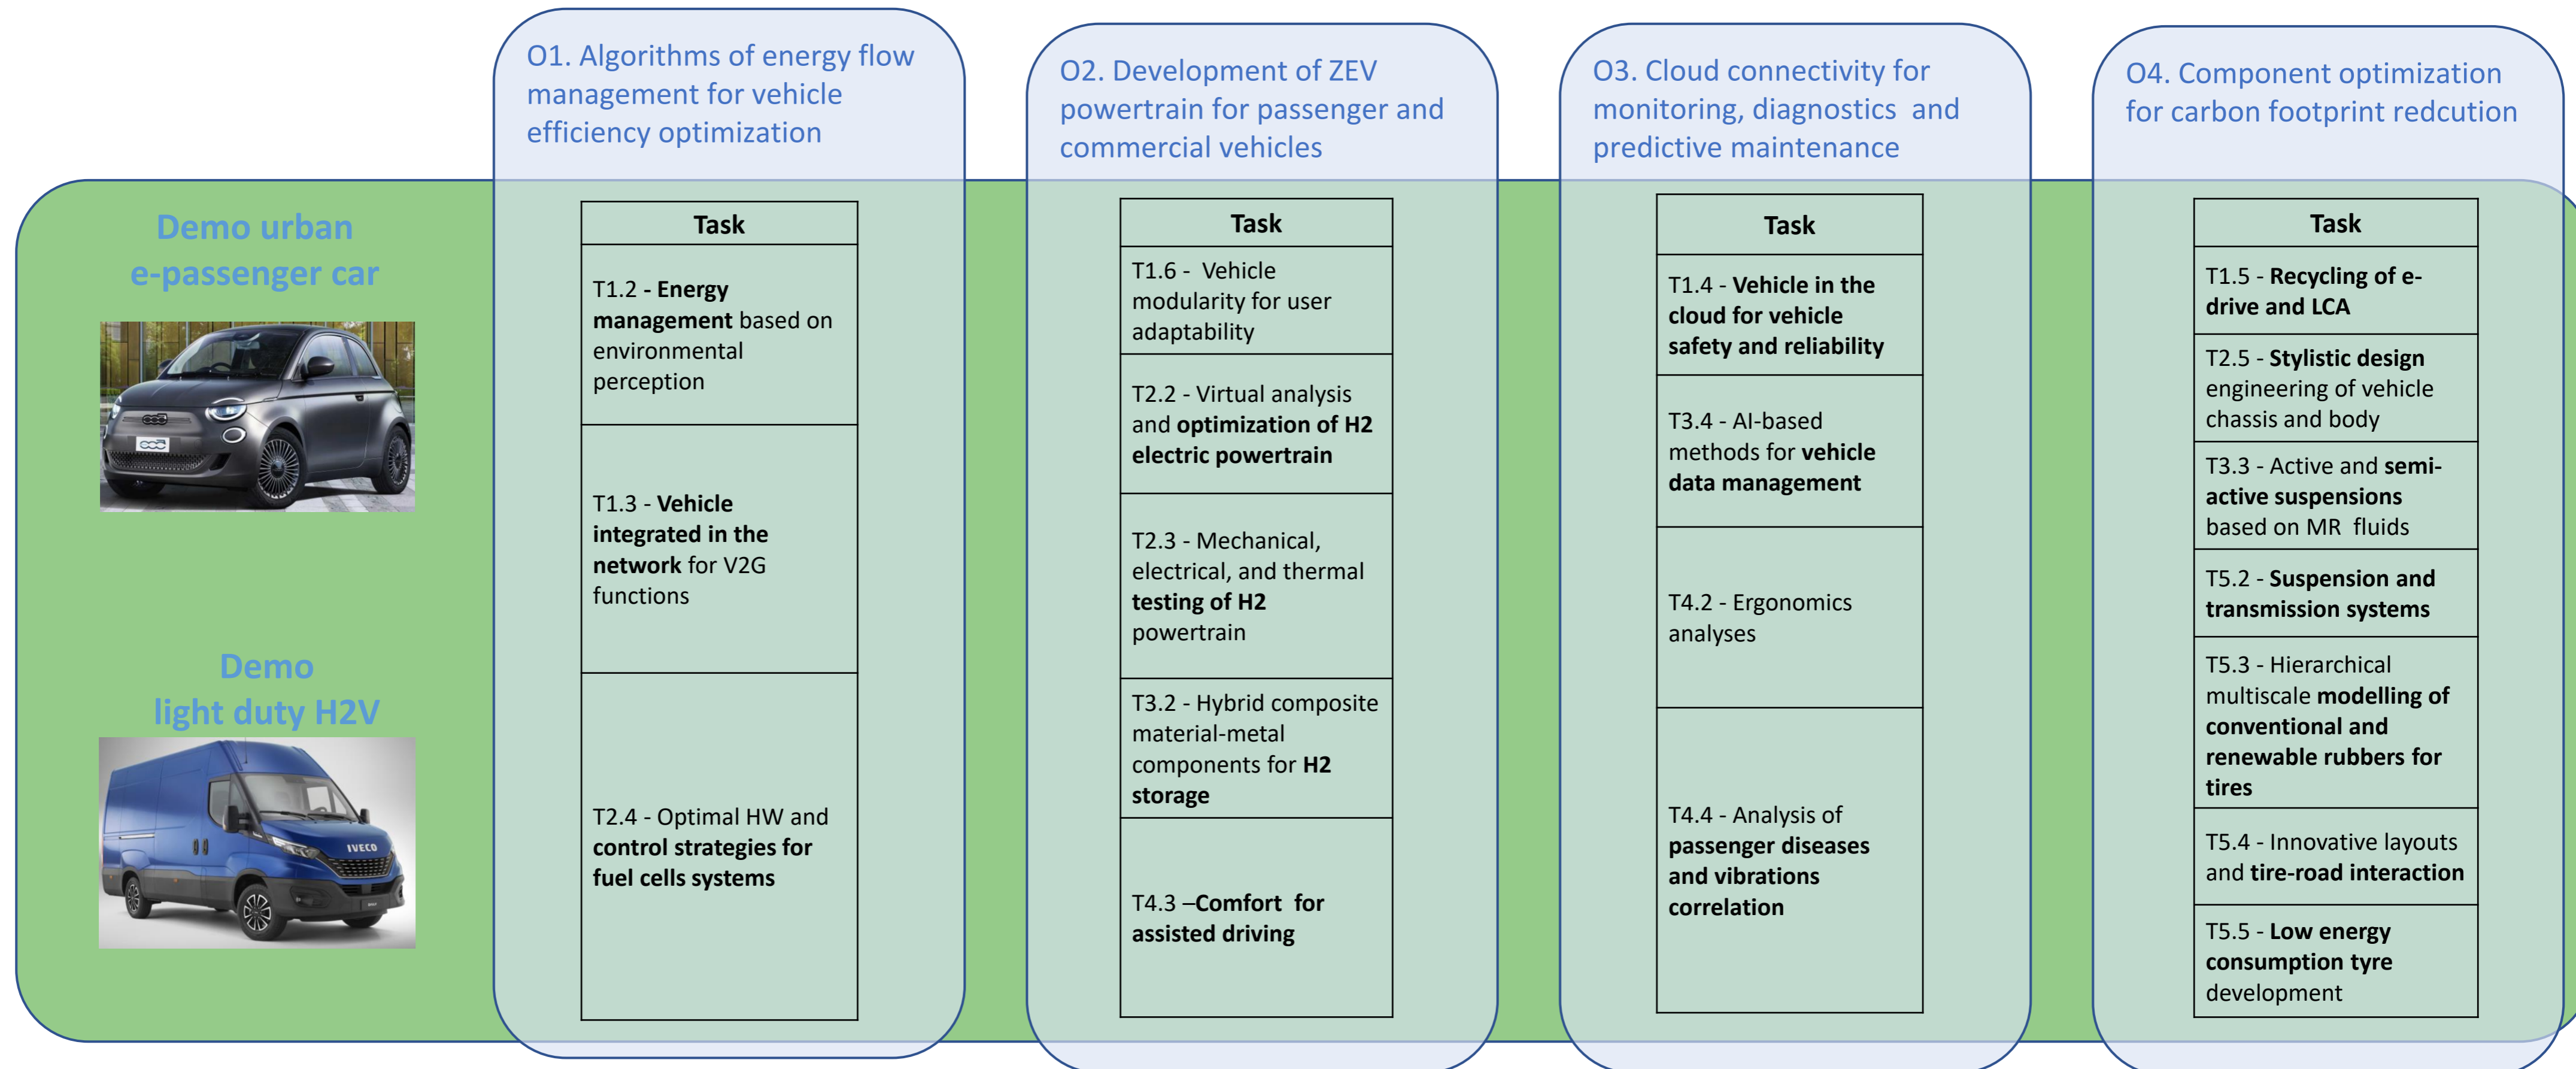 O1. Algorithms of energy flow
management for vehicle
efficiency optimization
O2. Development of ZEV
powertrain for passenger and
commercial vehicles
O3. Cloud connectivity for
monitoring, diagnostics and
predictive maintenance
O4. Component optimization
for carbon footprint redcution
Demo urban
e-passenger car
Demo
light duty H2V
IVECO
Task
T1.2 - Energy
management based on
environmental
perception
T1.3 - Vehicle
integrated in the
network for V2G
functions
T2.4 - Optimal HW and
control strategies for
fuel cells systems
Task
T1.6 - Vehicle
modularity for user
adaptability
T2.2 - Virtual analysis
and optimization of H2
electric powertrain
T2.3 - Mechanical,
electrical, and thermal
testing of H2
powertrain
T3.2 - Hybrid composite
material-metal
components for H2
storage
T4.3 –Comfort for
assisted driving
Task
T1.4 - Vehicle in the
cloud for vehicle
safety and reliability
T3.4 - AI-based
methods for vehicle
data management
T4.2 - Ergonomics
analyses
T4.4 - Analysis of
passenger diseases
and vibrations
correlation
Task
T1.5 - Recycling of e-
drive and LCA
T2.5 - Stylistic design
engineering of vehicle
chassis and body
T3.3 - Active and semi-
active suspensions
based on MR fluids
T5.2 - Suspension and
transmission systems
T5.3 - Hierarchical
multiscale modelling of
conventional and
renewable rubbers for
tires
T5.4 - Innovative layouts
and tire-road interaction
T5.5 - Low energy
consumption tyre
development